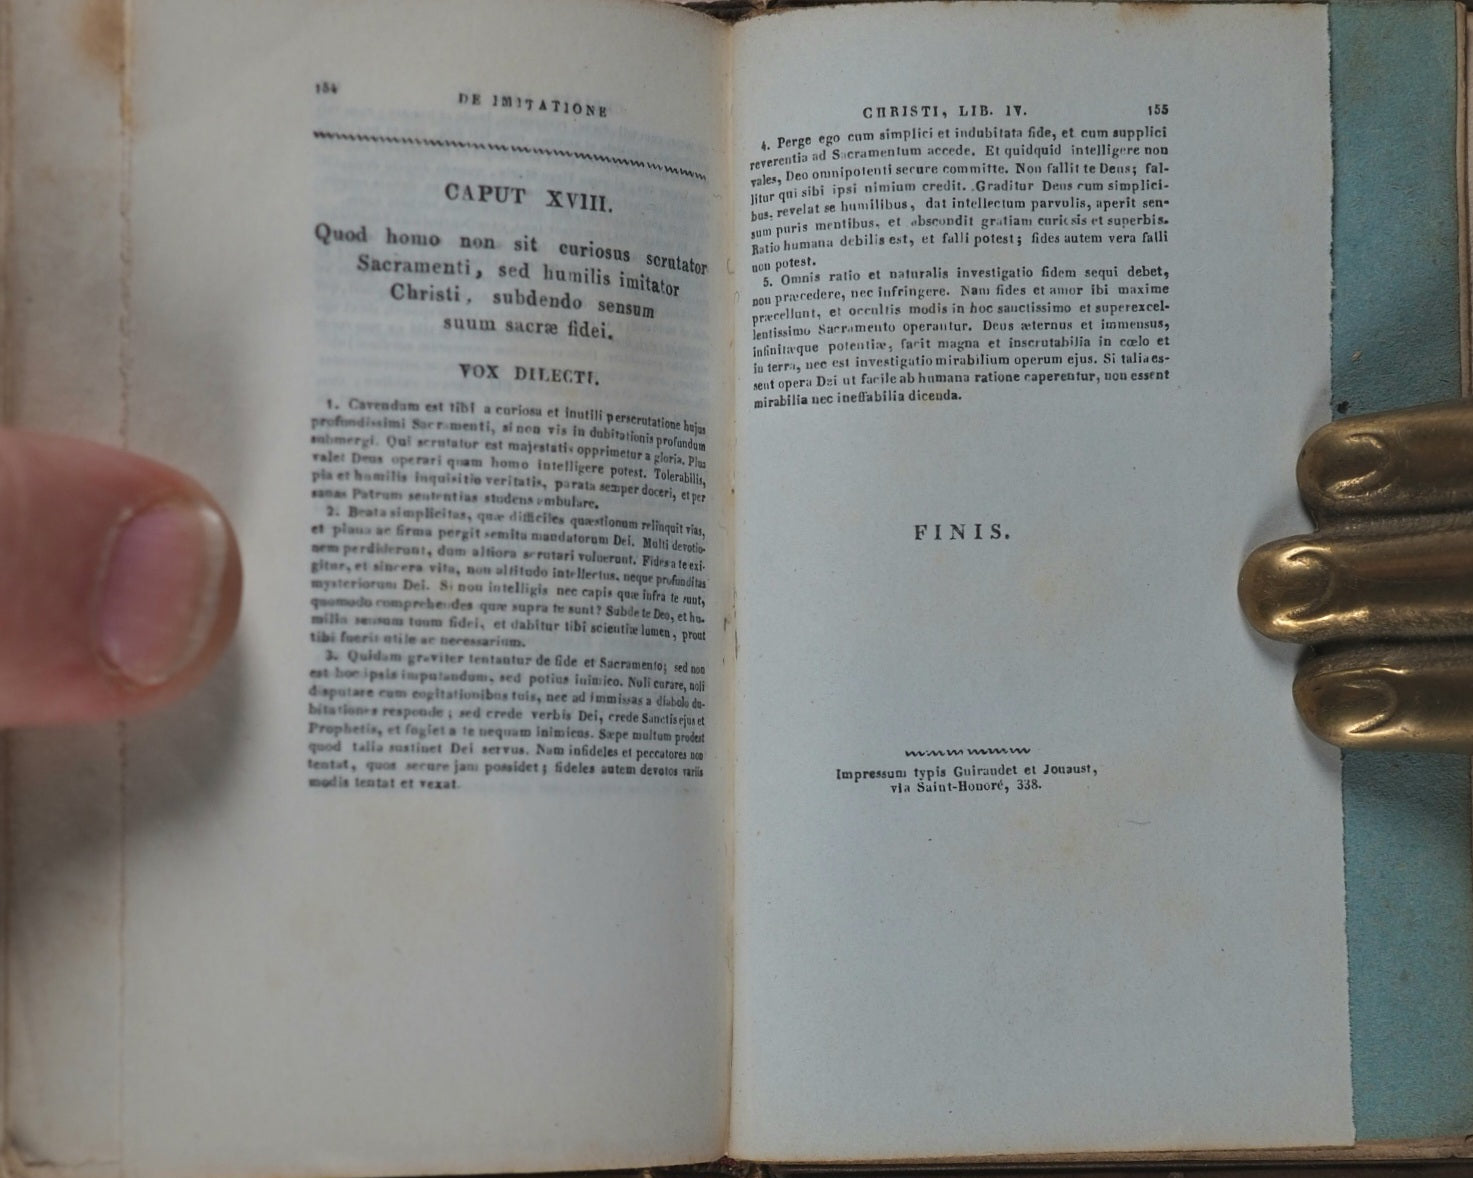 154
DE IMITATIONE
CAPUT XVIII.
Quod homo non sit curiosus scrutator
Sacramenti, sed humilis imitator
Christi, subdendo sensum
suum sacræ fidei.
VOX DILECTI.
1. Cavendum est tibi a curiosa et inutili perscrutatione hujus
profundissimi Sacramenti, si non vis in dubitationis profundum
submergi. Qui scrutator est majestatis opprimetur a gloria. Plus
valet Deus operari quam homo intelligere potest. Tolerabilis,
pia et humilis inquisitio veritatis, parata semper doceri, et per
sanas Patrum sententias studens ambulare.
2. Beata simplicitas, quæ difficiles quæstionum relinquit vias,
et plana ac firma pergit semita mandatorum Dei. Multi devotio-
nem perdiderunt, dum altiora scrutari voluerunt. Fides a te exi-
gitur, et sincera vita, non altitudo intellectus, neque profunditas
mysteriorum Dei. Si non intelligis nec capis quæ infra te sunt,
quomodo comprehendes quæ supra te sunt? Subde te Deo, et hu-
milia sensum tuum fidei, et dabitur tibi scientiæ lumen, prout
tibi fuerit utile ac necessarium.
3. Quidam graviter tentantur de fide et Sacramento; sed non
est hoc ipsis imputandum, sed potius inimico. Noli curare, noli
disputare cum cogitationibus tuis, nec ad immissas a diabolo du-
bitationes responde; sed crede verbis Dei, crede Sanctis ejus et
Prophetis, et fugiet a te nequam inimicus. Sæpe multum prodest
quod talia sustinet Dei servus. Nam infideles et peccatores non
tentat, quos secure jam possidet; fideles autem devotos variis
modis tentat et vexat.
CHRISTI, LIB. IV.
155
4. Perge ego cum simplici et indubitata fide, et cum supplici
reverentia ad Sacramentum accede. Et quidquid intelligere non
vales, Deo omnipotenti secure committe. Non fallit te Deus; fal-
litur qui sibi ipsi nimium credit. Graditur Deus cum simplici-
bus, revelat se humilibus, dat intellectum parvulis, aperit sen-
sum puris mentibus, et abscondit gratiam curiosis et superbis.
Ratio humana debilis est, et falli potest; fides autem vera falli
non potest.
5. Omnis ratio et naturalis investigatio fidem sequi debet,
non præcedere, nec infringere. Nam fides et amor ibi maxime
præcellunt, et occultis modis in hoc sanctissimo et superexcel-
lentissimo Sacramento operantur. Deus æternus et immensus,
infinitæque potentiæ, facit magna et inscrutabilia in cœlo et
in terra, nec est investigatio mirabilium operum ejus. Si talia es-
sent opera Dei ut facile ab humana ratione caperentur, non essent
mirabilia nec ineffabilia dicenda.
FINIS.
Impressum typis Guiraudet et Jouaust,
via Saint-Honoré, 338.